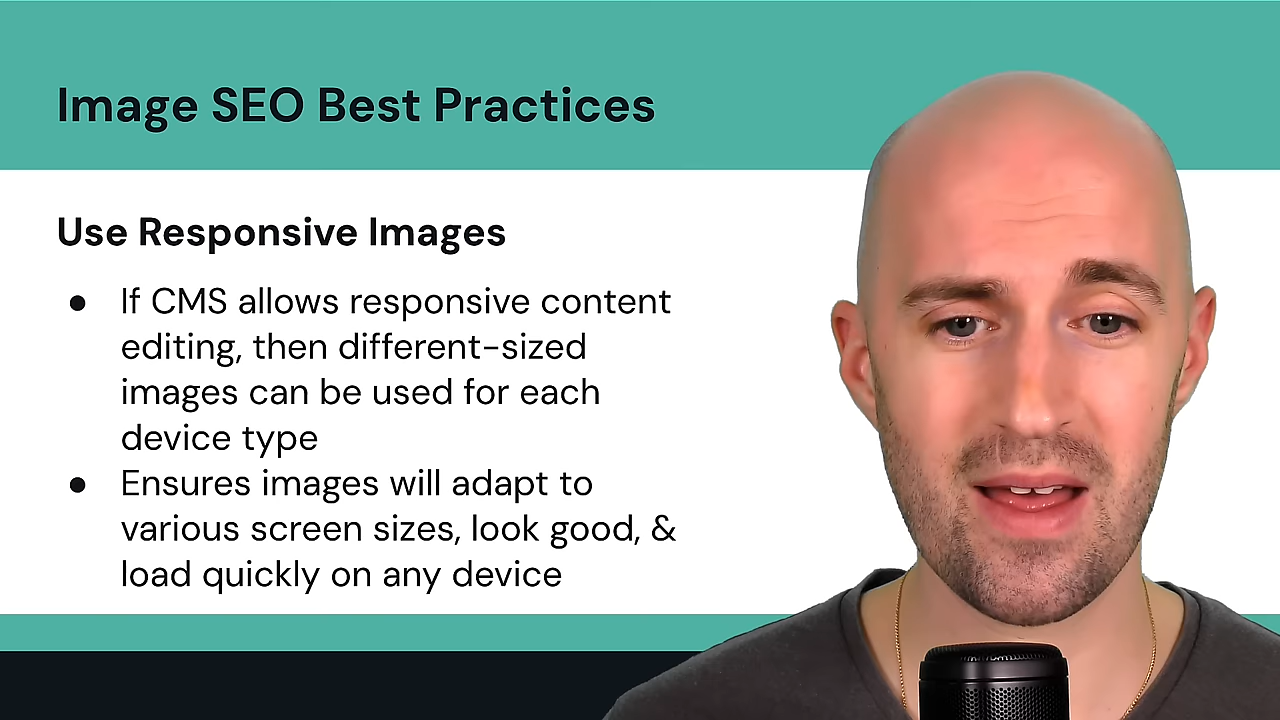 Image SEO Best Practices
Use Responsive Images
● If CMS allows responsive content
editing, then different-sized
images can be used for each
device type
● Ensures images will adapt to
various screen sizes, look good, &
load quickly on any device